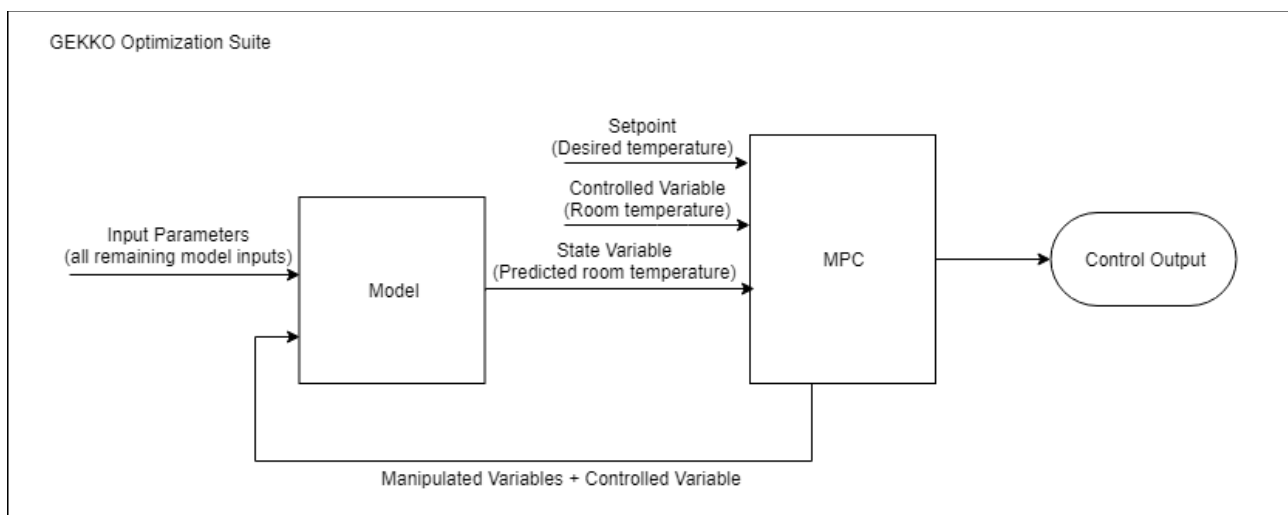 GEKKO Optimization Suite
Setpoint
(Desired temperature)
Controlled Variable
(Room temperature)
Input Parameters
(all remaining model inputs)
State Variable
(Predicted room temperature)
Model
MPC
Control Output
Manipulated Variables + Controlled Variable